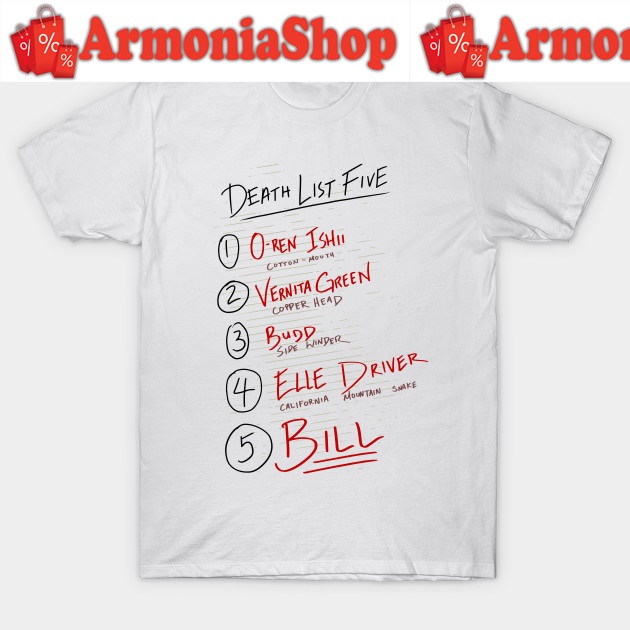 % % ArmoniaShop % % Armon
DEATH LIST FIVE
1 O-REN ISHII
COTTON-MOUTH
2 VERNITA GREEN
COPPER HEAD
3 BUDD
SIDE WINDER
4 ELLE DRIVER
CALIFORNIA MOUNTAIN SNAKE
5 BILL